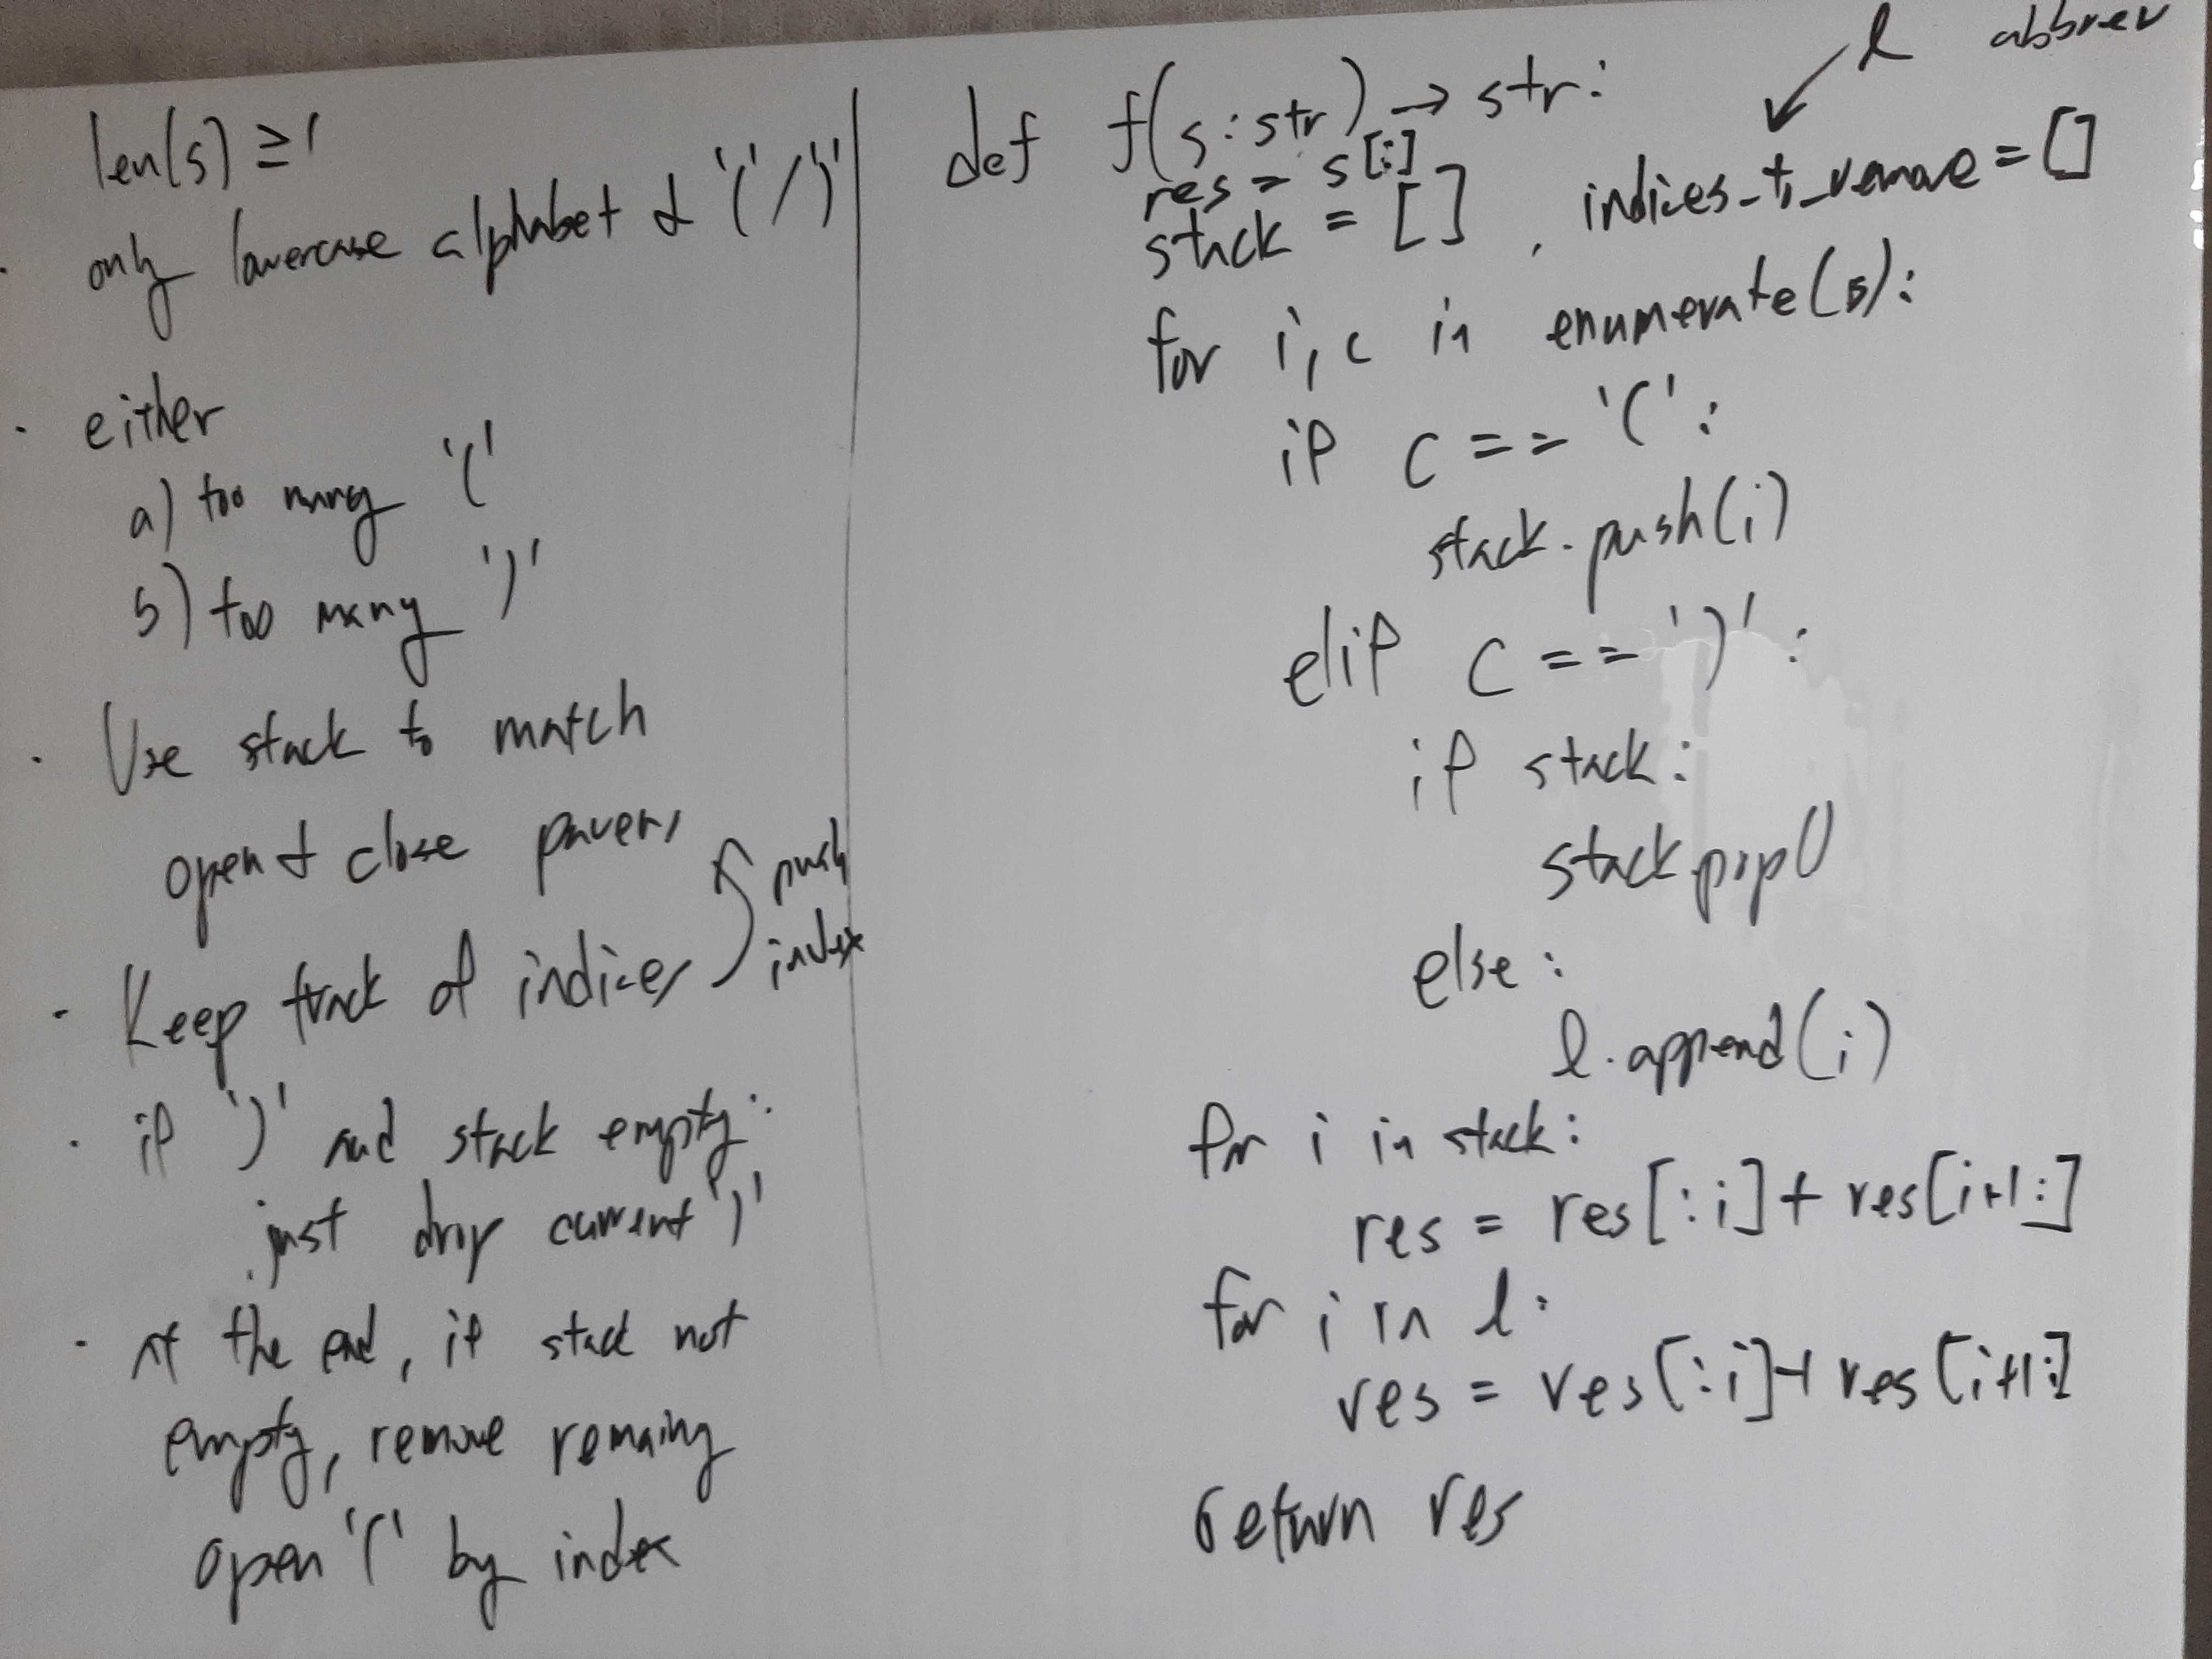 len(s) ≥ 1
· only lowercase alphabet & '(' / ')'
· either
a) too many '('
b) too many ')'
· Use stack to match
open & close parens
push
index
· Keep track of indices
· if ')' and stack empty:
just drop current ')'
· At the end, if stack not
empty, remove remaing
open '(' by index
l abbrev
def f(s: str) → str:
res = s[:]
stack = [] , indices_to_remove = []
for i, c in enumerate(s):
if c == '(':
stack.push(i)
elif c == ')':
if stack:
stack pop()
else:
l.append(i)
for i in stack:
res = res[:i] + res[i+1:]
for i in l:
res = res[:i] + res[i+1:]
return res